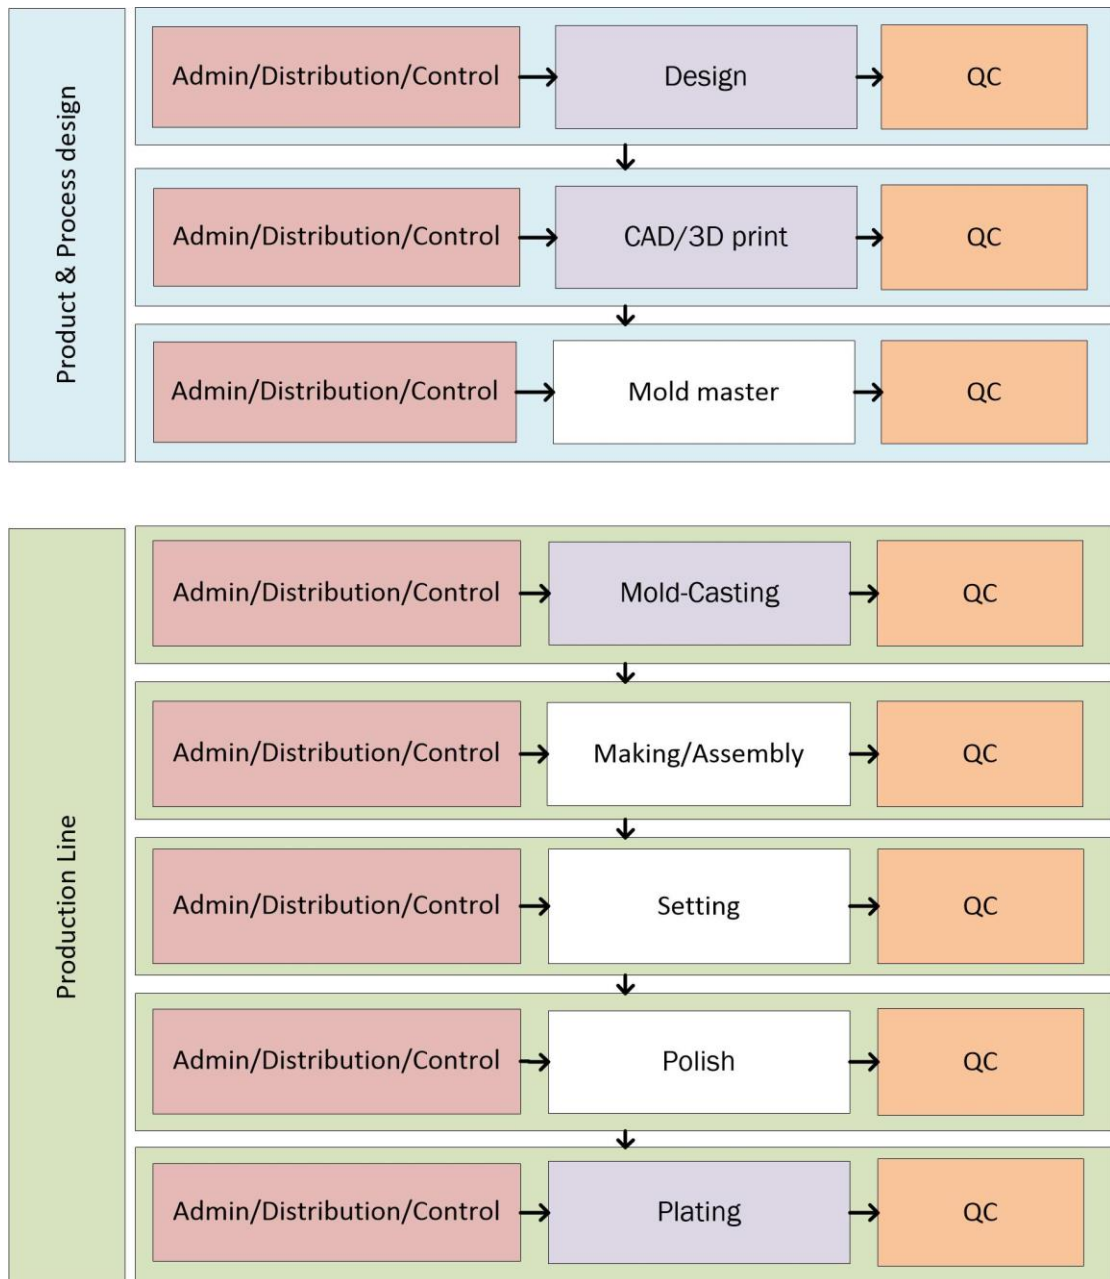 Product & Process design
Admin/Distribution/Control
Design
QC
Admin/Distribution/Control
CAD/3D print
QC
Admin/Distribution/Control
Mold master
QC
Production Line
Admin/Distribution/Control
Mold-Casting
QC
Admin/Distribution/Control
Making/Assembly
QC
Admin/Distribution/Control
Setting
QC
Admin/Distribution/Control
Polish
QC
Admin/Distribution/Control
Plating
QC